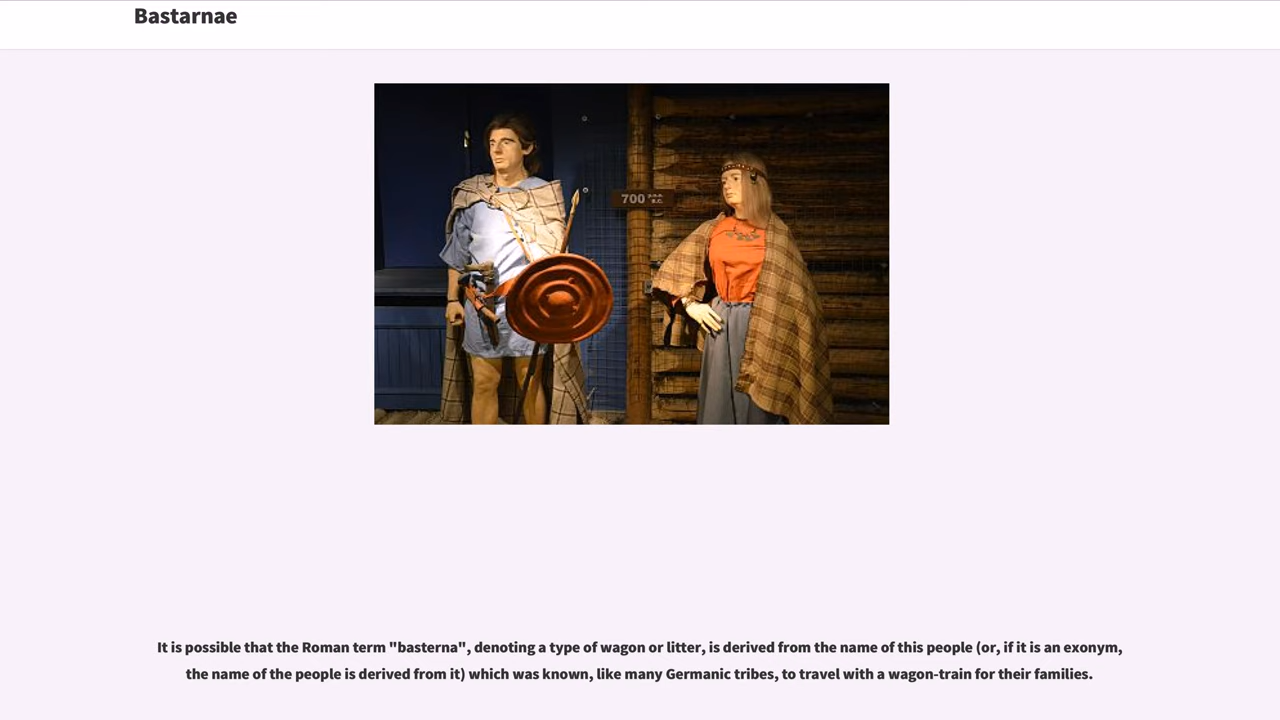 Bastarnae
700
It is possible that the Roman term "basterna", denoting a type of wagon or litter, is derived from the name of this people (or, if it is an exonym,
the name of the people is derived from it) which was known, like many Germanic tribes, to travel with a wagon-train for their families.